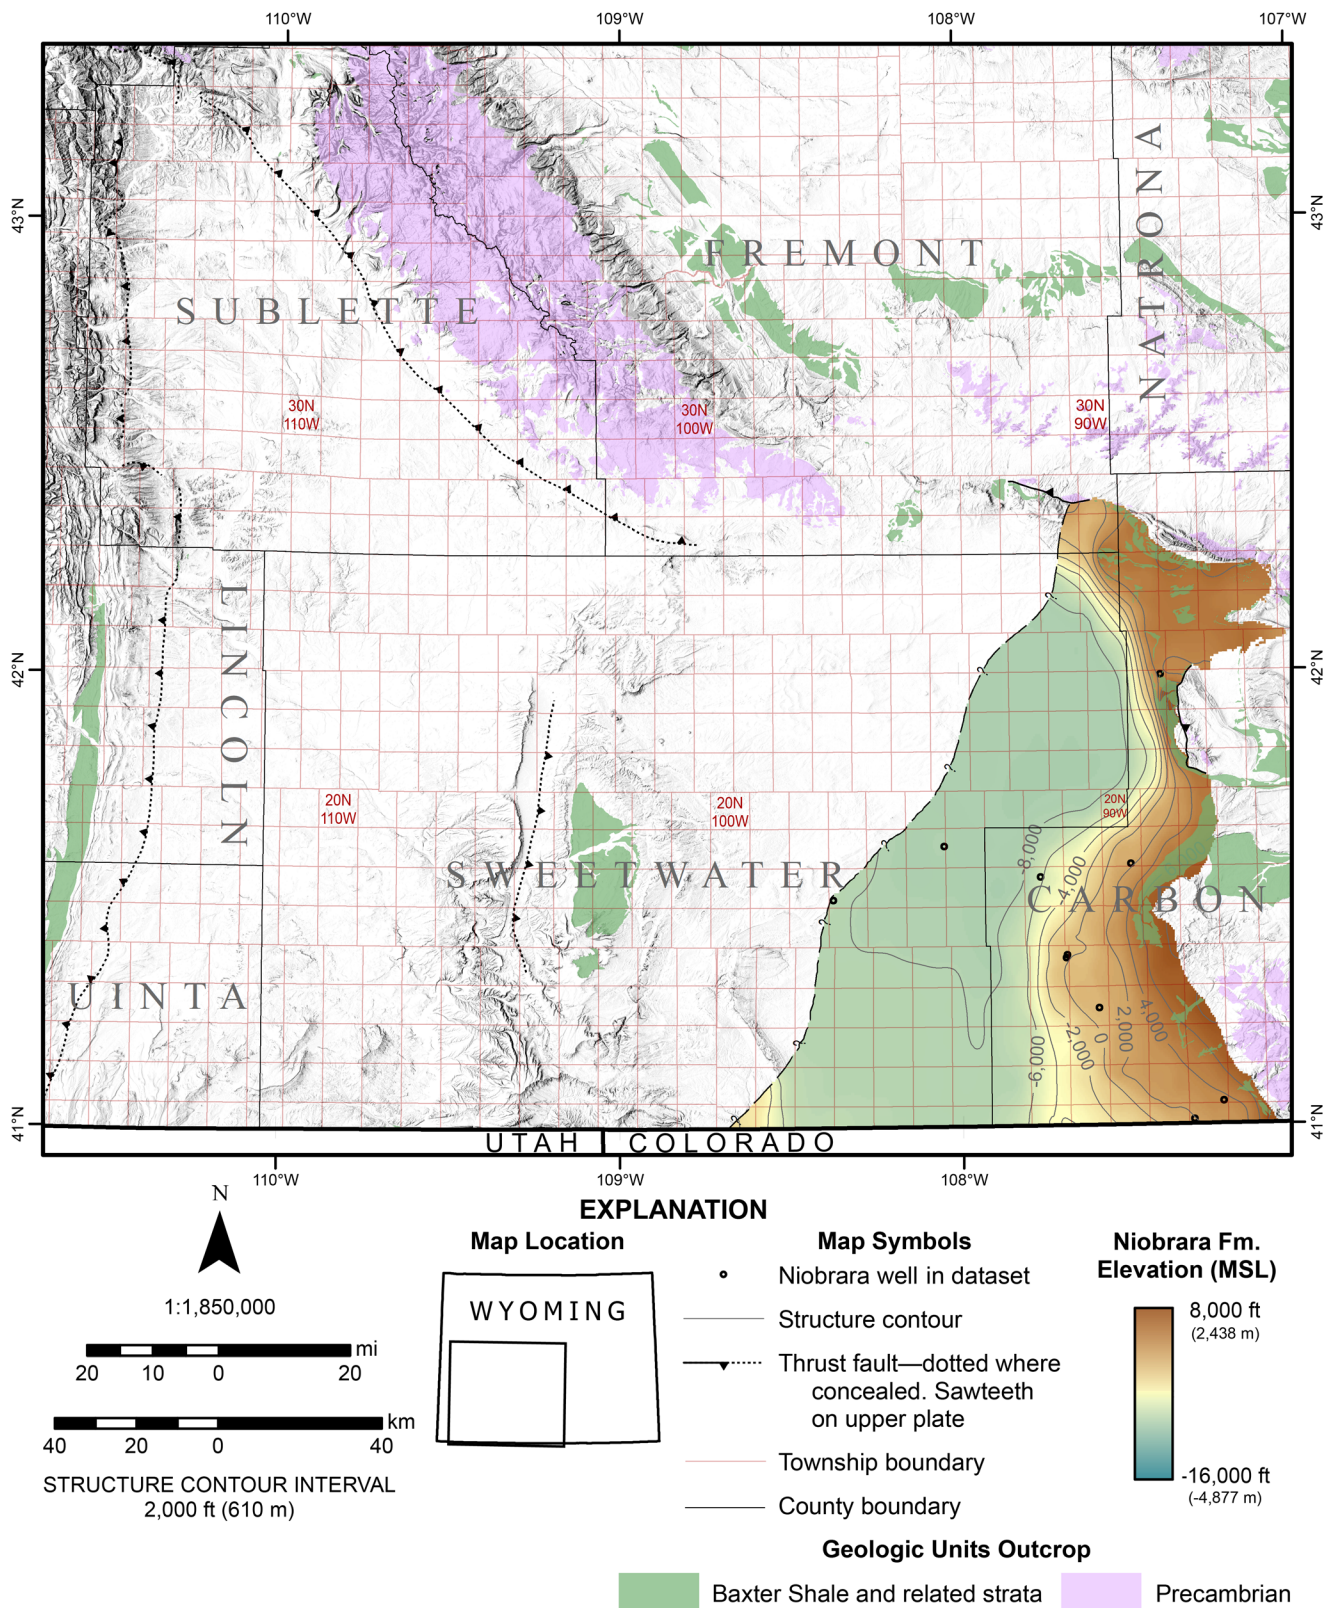 110°W 109°W 108°W 107°W
43°N
43°N
NATRONA
FREMONT
SUBLETTE
30N
110W
30N
100W
30N
90W
LINCOLN
42°N
42°N
20N
110W
20N
100W
20N
90W
-8,000
-4,000
SWEETWATER
CARBON
UINTA
-6,000
-2,000
0
2,000
4,000
?
?
?
?
?
?
?
41°N
41°N
UTAH COLORADO
110°W 109°W 108°W
N
1:1,850,000
mi
20 10 0 20
km
40 20 0 40
STRUCTURE CONTOUR INTERVAL
2,000 ft (610 m)
EXPLANATION
Map Location
WYOMING
Map Symbols
Niobrara well in dataset
Structure contour
Thrust fault—dotted where
concealed. Sawteeth
on upper plate
Township boundary
County boundary
Niobrara Fm.
Elevation (MSL)
8,000 ft
(2,438 m)
-16,000 ft
(-4,877 m)
Geologic Units Outcrop
Baxter Shale and related strata
Precambrian